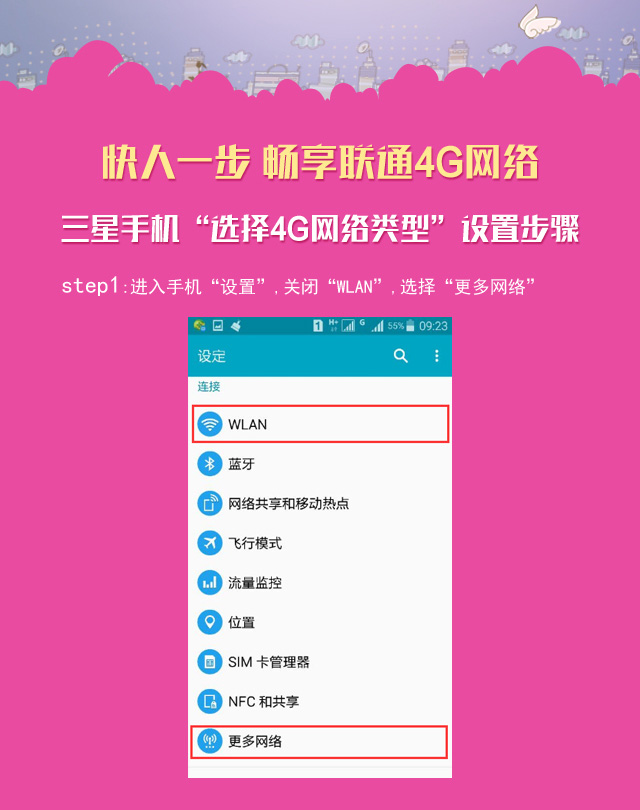 快人一步 畅享联通4G网络
三星手机“选择4G网络类型”设置步骤
step1:进入手机“设置”,关闭“WLAN”,选择“更多网络”
1 H+ G 55% 09:23
设定
连接
WLAN
蓝牙
网络共享和移动热点
飞行模式
流量监控
位置
SIM 卡管理器
NFC 和共享
更多网络